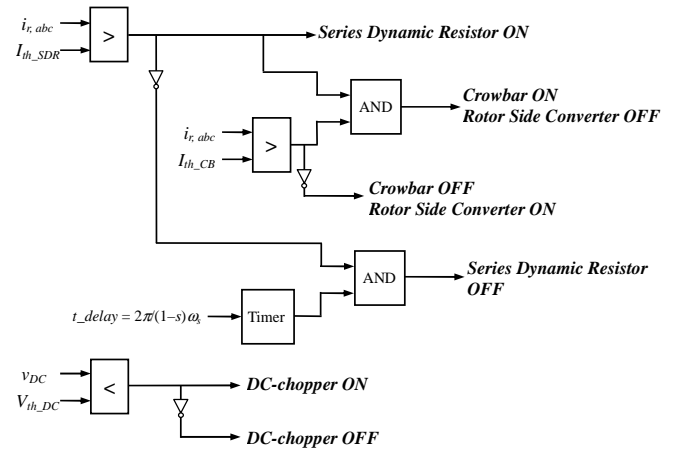 i_r, abc
I_th_SDR
>
Series Dynamic Resistor ON
AND
Crowbar ON
Rotor Side Converter OFF
i_r, abc
I_th_CB
>
Crowbar OFF
Rotor Side Converter ON
AND
Series Dynamic Resistor
OFF
t_delay = 2π/(1–s)ω_s
Timer
v_DC
V_th_DC
<
DC-chopper ON
DC-chopper OFF